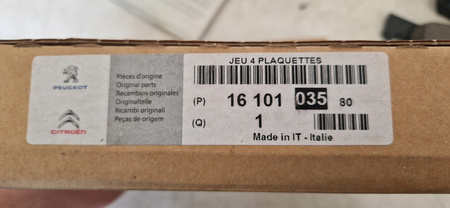 JEU 4 PLAQUETTES
PEUGEOT
CITROËN
Pièces d'origine
Original parts
Recambios originales
Originalteile
Ricambi originali
Peças de origem
(P) 16 101 035 80
(Q) 1
Made in IT - Italie